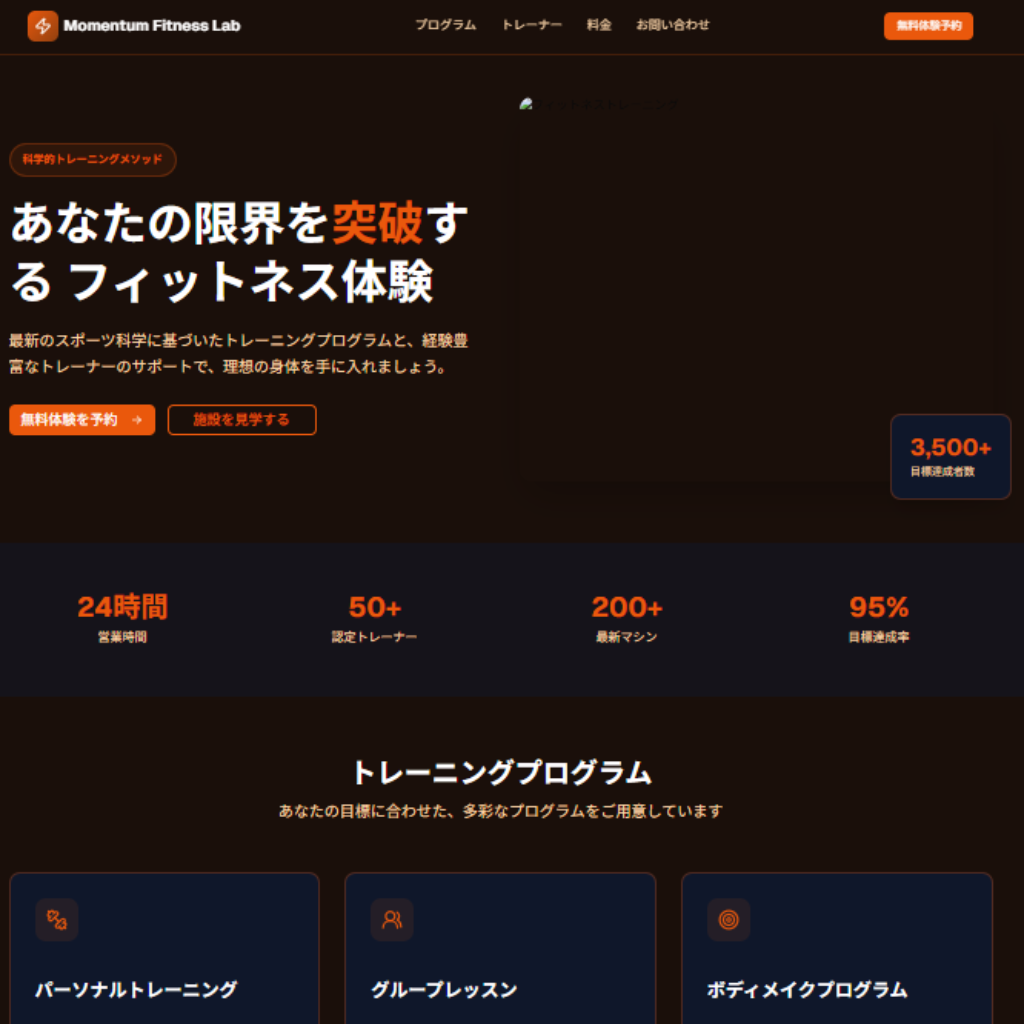 Momentum Fitness Lab
プログラム
トレーナー
料金
お問い合わせ
無料体験予約
フィットネストレーニング
科学的トレーニングメソッド
あなたの限界を突破す
る フィットネス体験
最新のスポーツ科学に基づいたトレーニングプログラムと、経験豊
富なトレーナーのサポートで、理想の身体を手に入れましょう。
無料体験を予約 →
施設を見学する
3,500+
目標達成者数
24時間
営業時間
50+
認定トレーナー
200+
最新マシン
95%
目標達成率
トレーニングプログラム
あなたの目標に合わせた、多彩なプログラムをご用意しています
パーソナルトレーニング
グループレッスン
ボディメイクプログラム